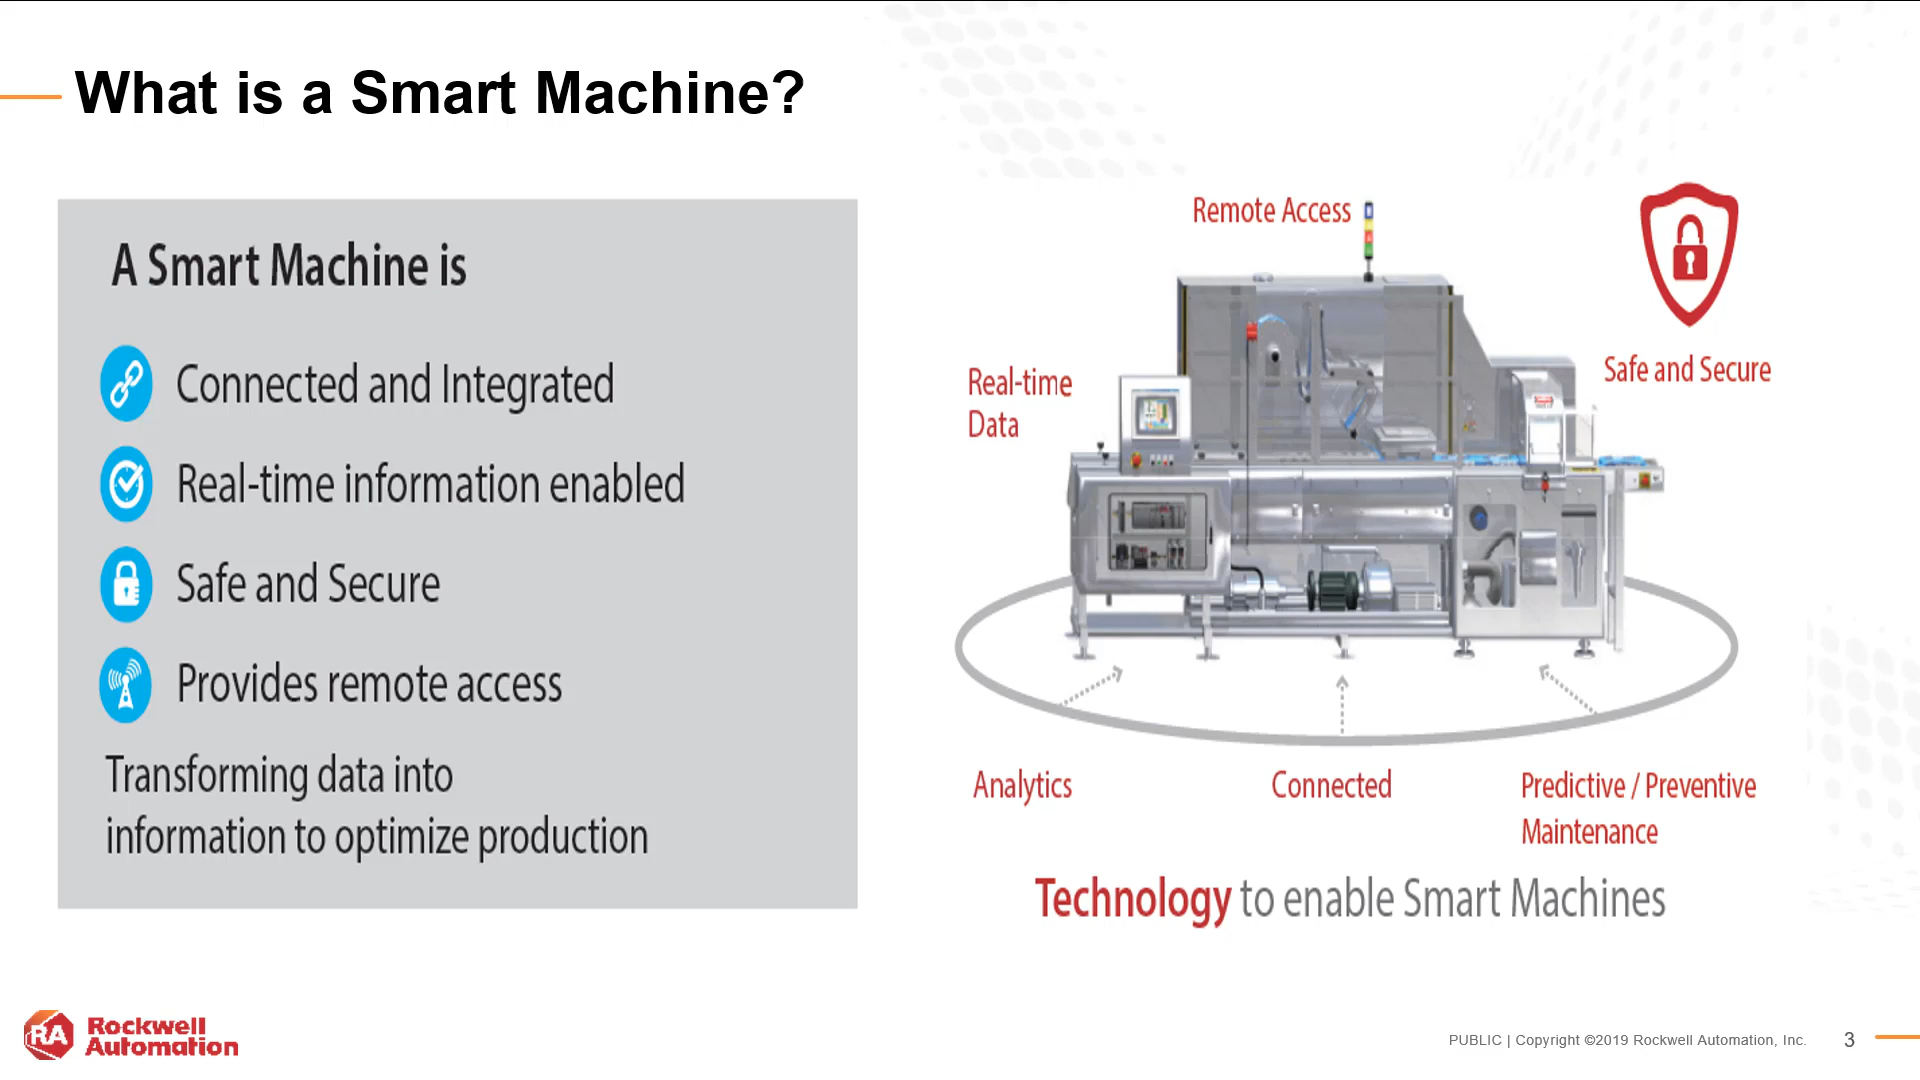 What is a Smart Machine?
A Smart Machine is
Connected and Integrated
Real-time information enabled
Safe and Secure
Provides remote access
Transforming data into
information to optimize production
Remote Access
Safe and Secure
Real-time
Data
Analytics
Connected
Predictive / Preventive
Maintenance
Technology to enable Smart Machines
RA
Rockwell
Automation
PUBLIC | Copyright ©2019 Rockwell Automation, Inc.
3